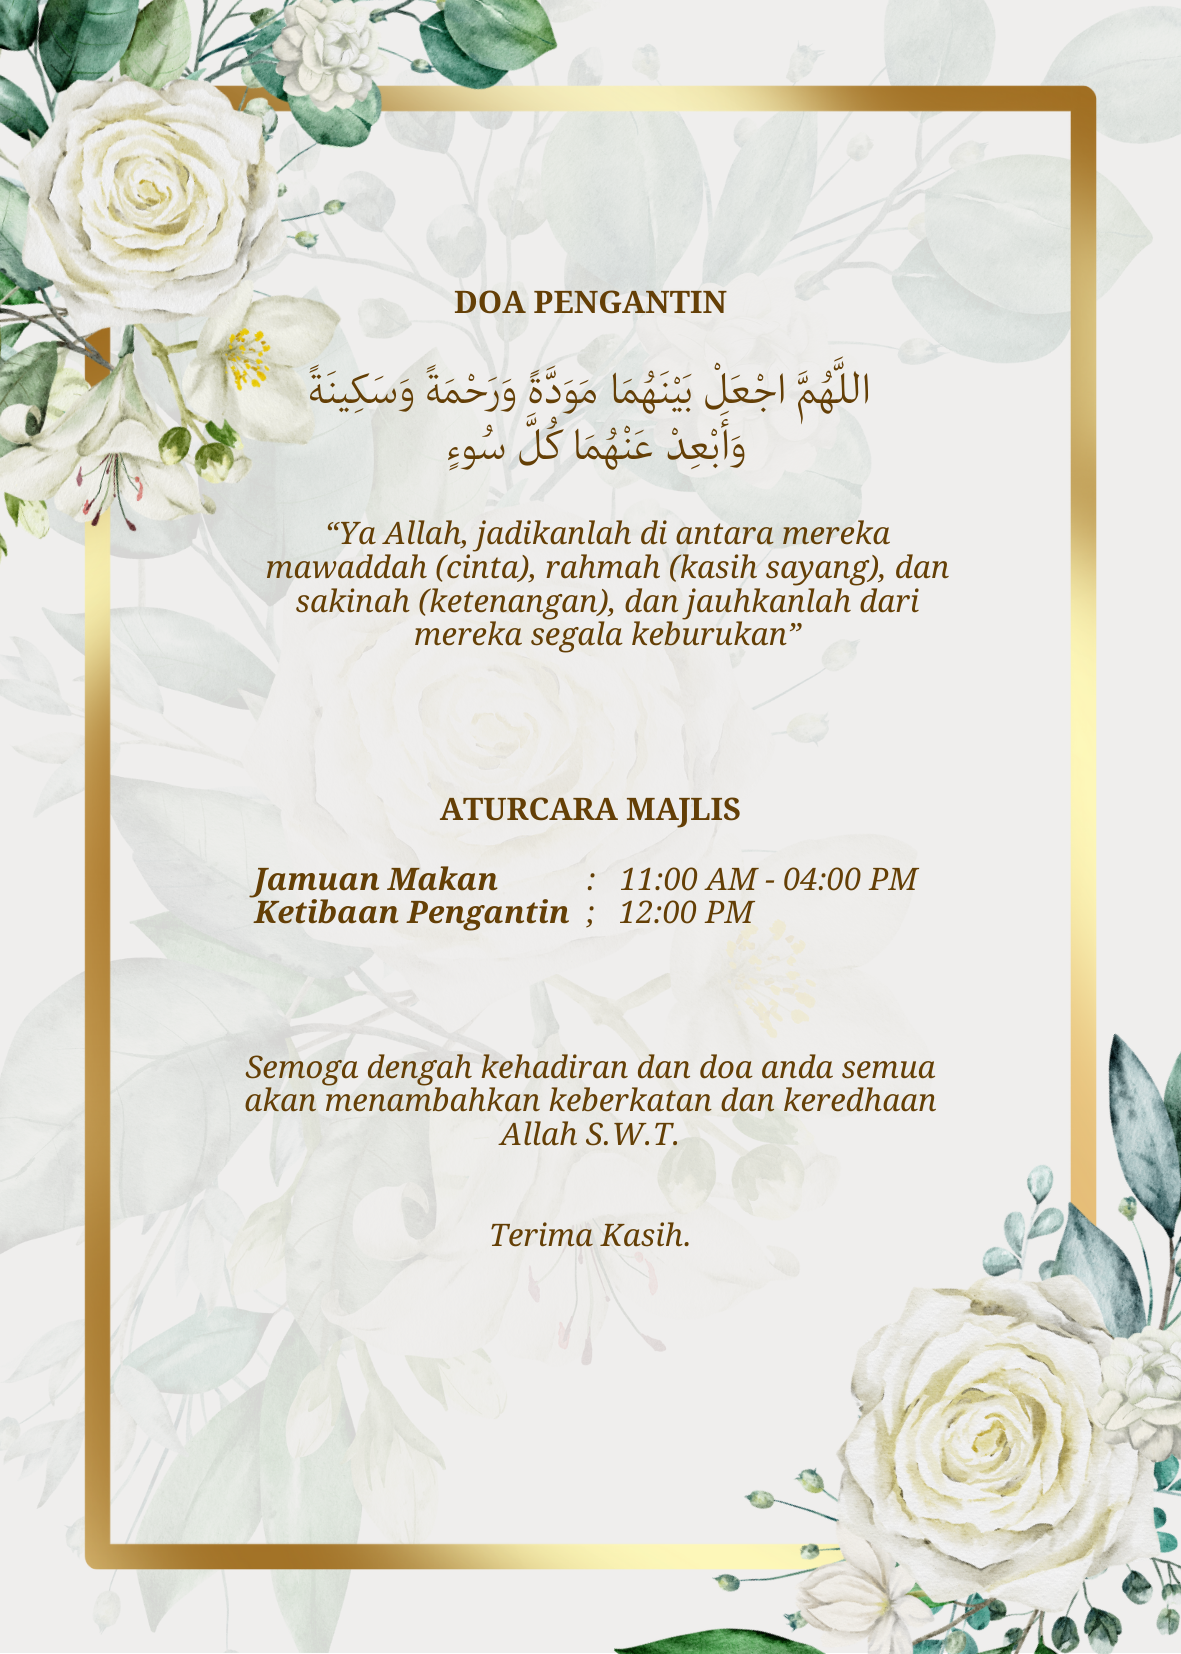 DOA PENGANTIN
اللَّهُمَّ اجْعَلْ بَيْنَهُمَا مَوَدَّةً وَرَحْمَةً وَسَكِينَةً
وَأَبْعِدْ عَنْهُمَا كُلَّ سُوءٍ
“Ya Allah, jadikanlah di antara mereka
mawaddah (cinta), rahmah (kasih sayang), dan
sakinah (ketenangan), dan jauhkanlah dari
mereka segala keburukan”
ATURCARA MAJLIS
Jamuan Makan : 11:00 AM - 04:00 PM
Ketibaan Pengantin ; 12:00 PM
Semoga dengah kehadiran dan doa anda semua
akan menambahkan keberkatan dan keredhaan
Allah S.W.T.
Terima Kasih.